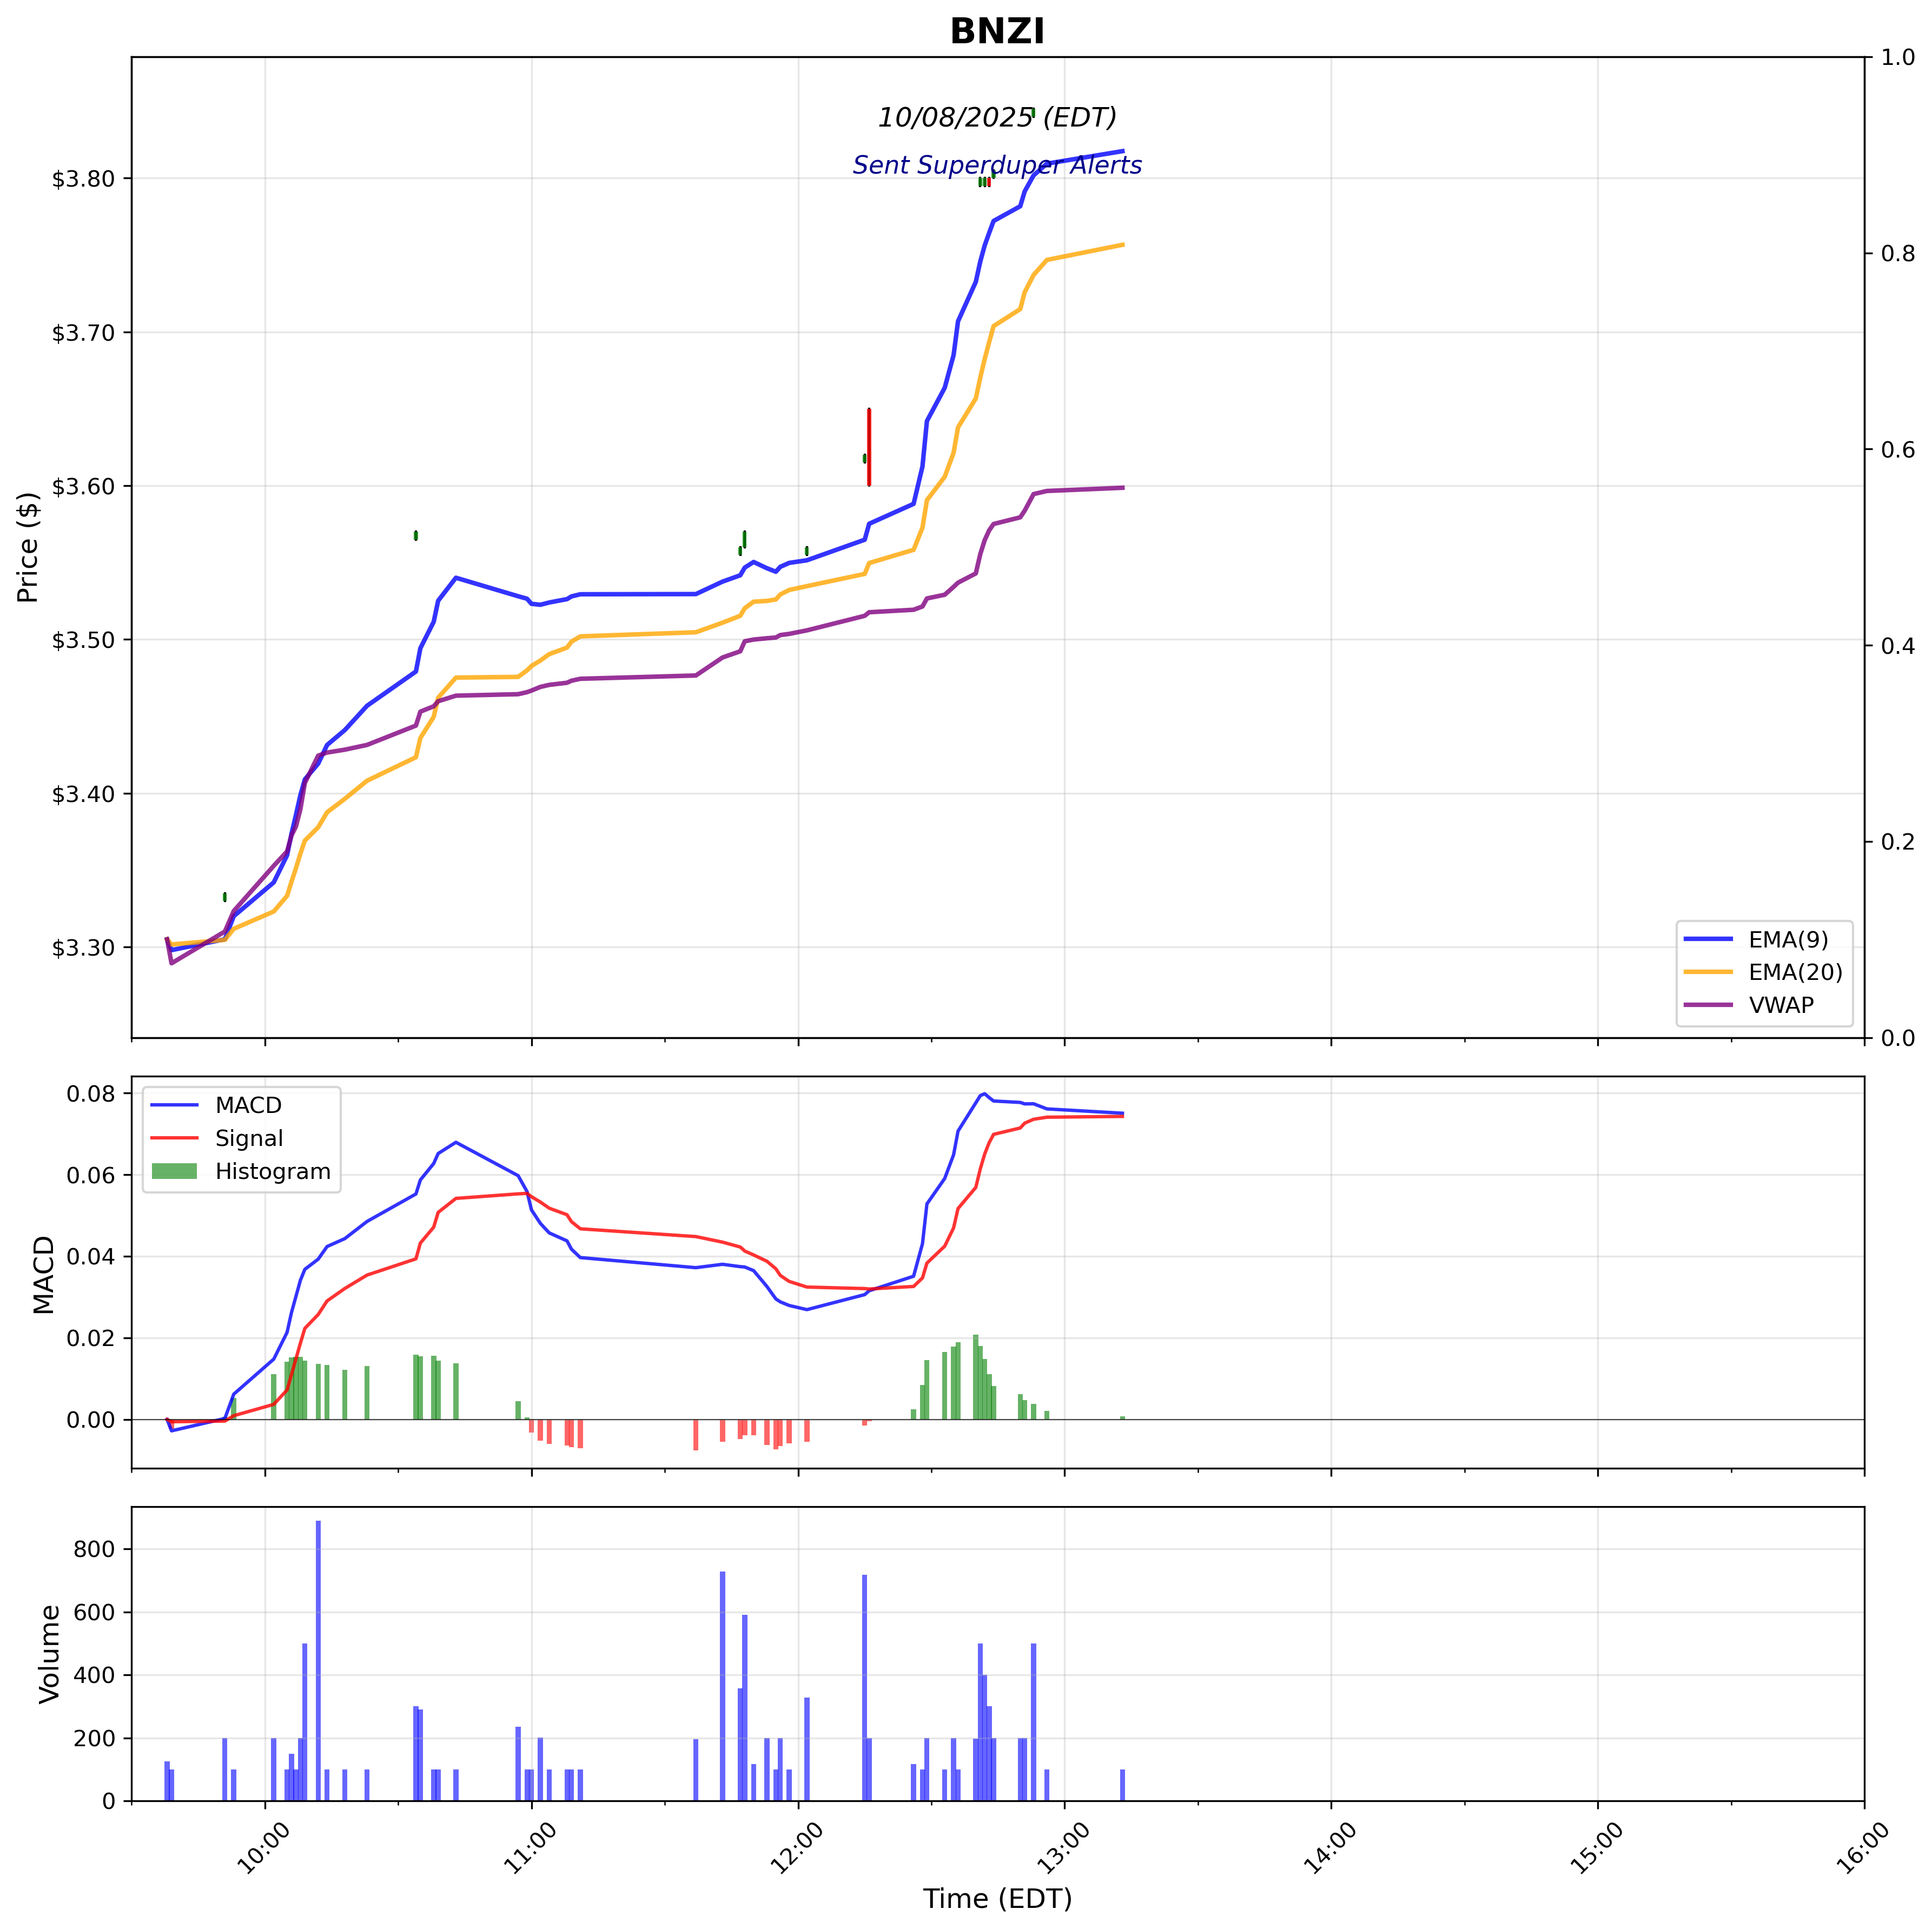 BNZI
10/08/2025 (EDT)
Sent Superduper Alerts
Price ($)
$3.80
$3.70
$3.60
$3.50
$3.40
$3.30
1.0
0.8
0.6
0.4
0.2
0.0
EMA(9)
EMA(20)
VWAP
MACD
0.08
0.06
0.04
0.02
0.00
MACD
Signal
Histogram
Volume
800
600
400
200
0
10:00
11:00
12:00
13:00
14:00
15:00
16:00
Time (EDT)